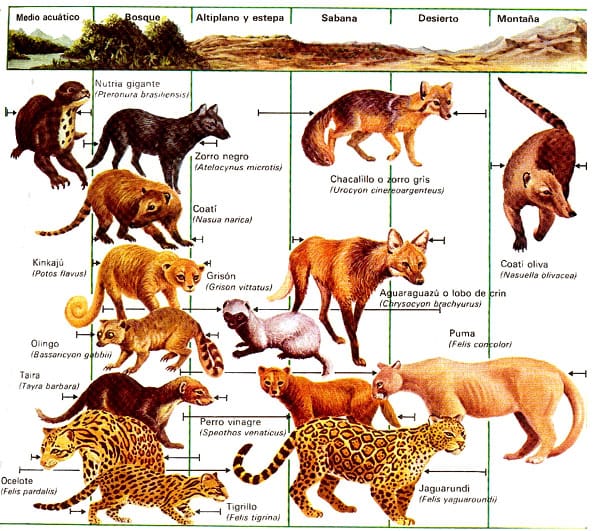 Medio acuático
Bosque
Altiplano y estepa
Sabana
Desierto
Montaña
Nutria gigante
(Pteronura brasiliensis)
Zorro negro
(Atelocynus microtis)
Chacalillo o zorro gris
(Urocyon cinereoargenteus)
Coatí
(Nasua narica)
Coatí oliva
(Nasuella olivacea)
Kinkajú
(Potos flavus)
Grisón
(Grison vittatus)
Aguaraguazú o lobo de crin
(Chrysocyon brachyurus)
Olingo
(Bassaricyon gabbii)
Puma
(Felis concolor)
Taira
(Tayra barbara)
Perro vinagre
(Speothos venaticus)
Ocelote
(Felis pardalis)
Tigrillo
(Felis tigrina)
Jaguarundi
(Felis yaguaroundi)